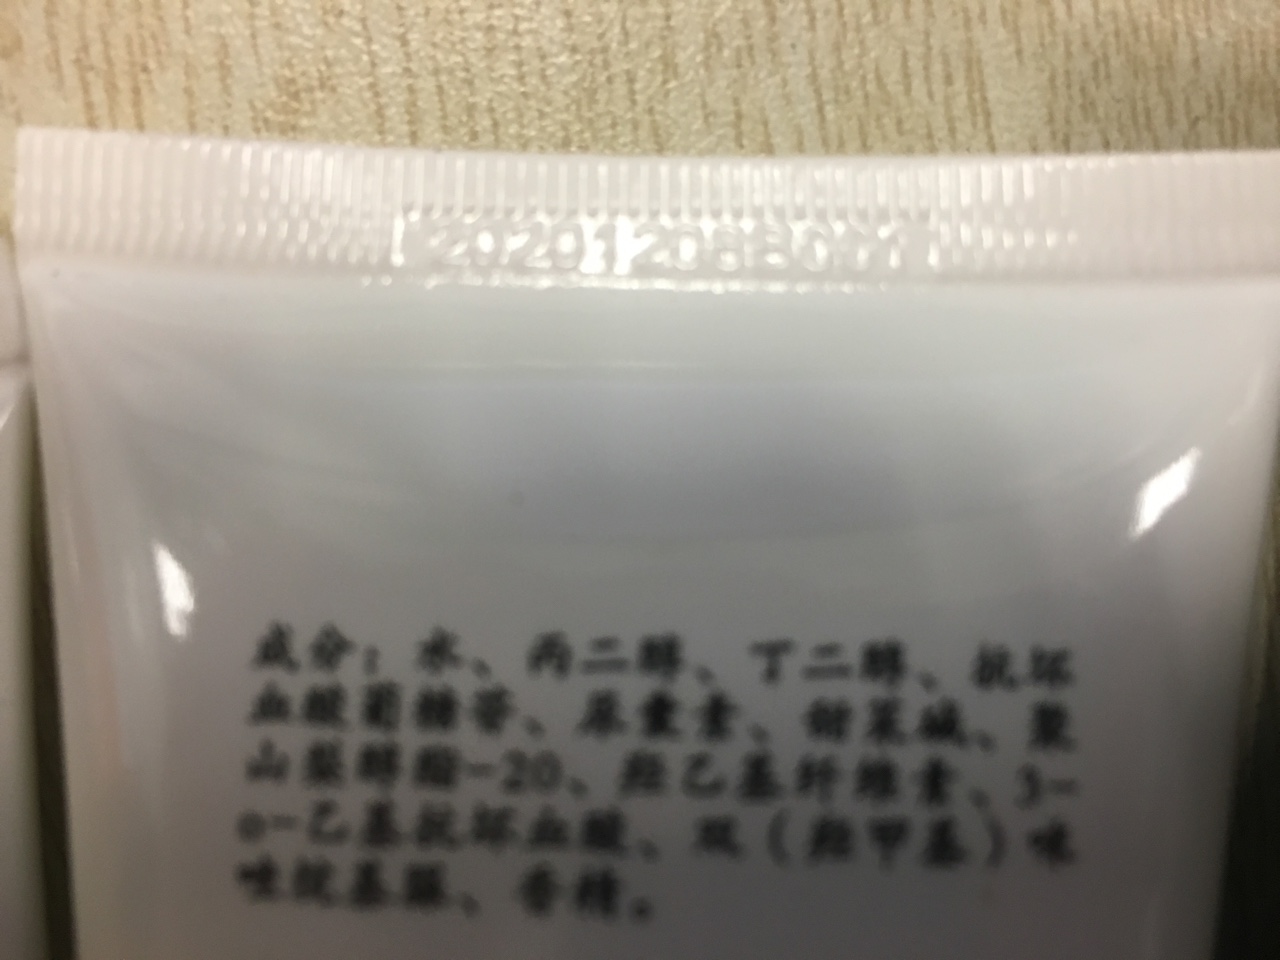 20201208B001
成分：水、丙二醇、丁二醇、抗坏
血酸葡糖苷、尿囊素、甜菜碱、聚
山梨醇酯-20、羟乙基纤维素、3-
o-乙基抗坏血酸、双（羟甲基）咪
唑烷基脲、香精。